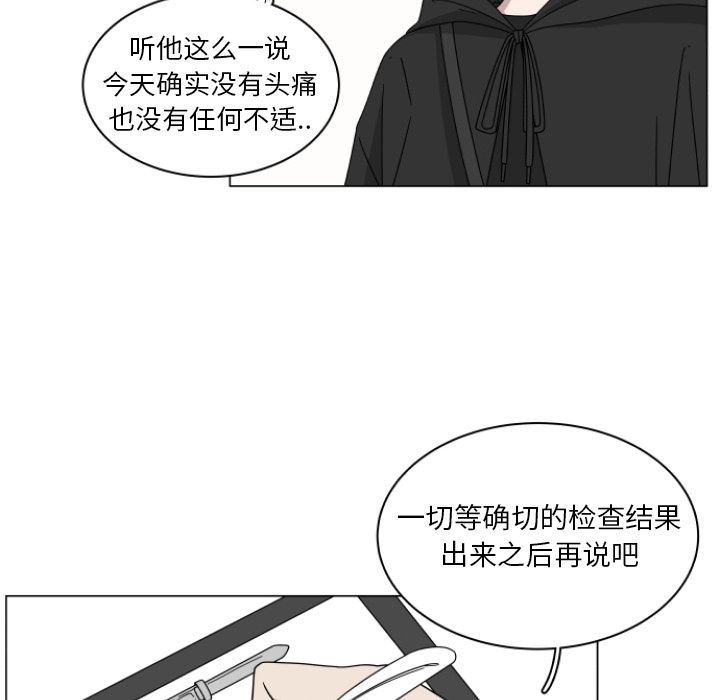 听他这么一说
今天确实没有头痛
也没有任何不适..
一切等确切的检查结果
出来之后再说吧